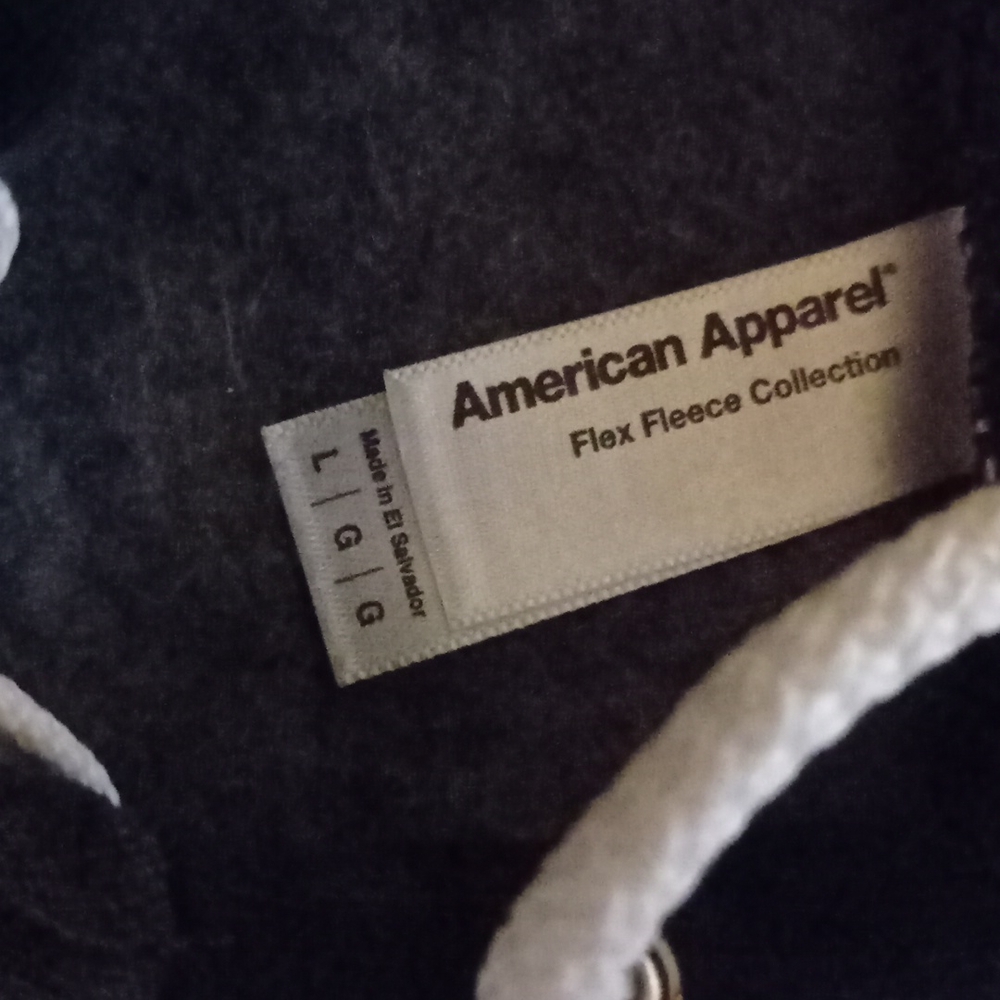 American Apparel®
Flex Fleece Collection
Made in El Salvador
L | G | G